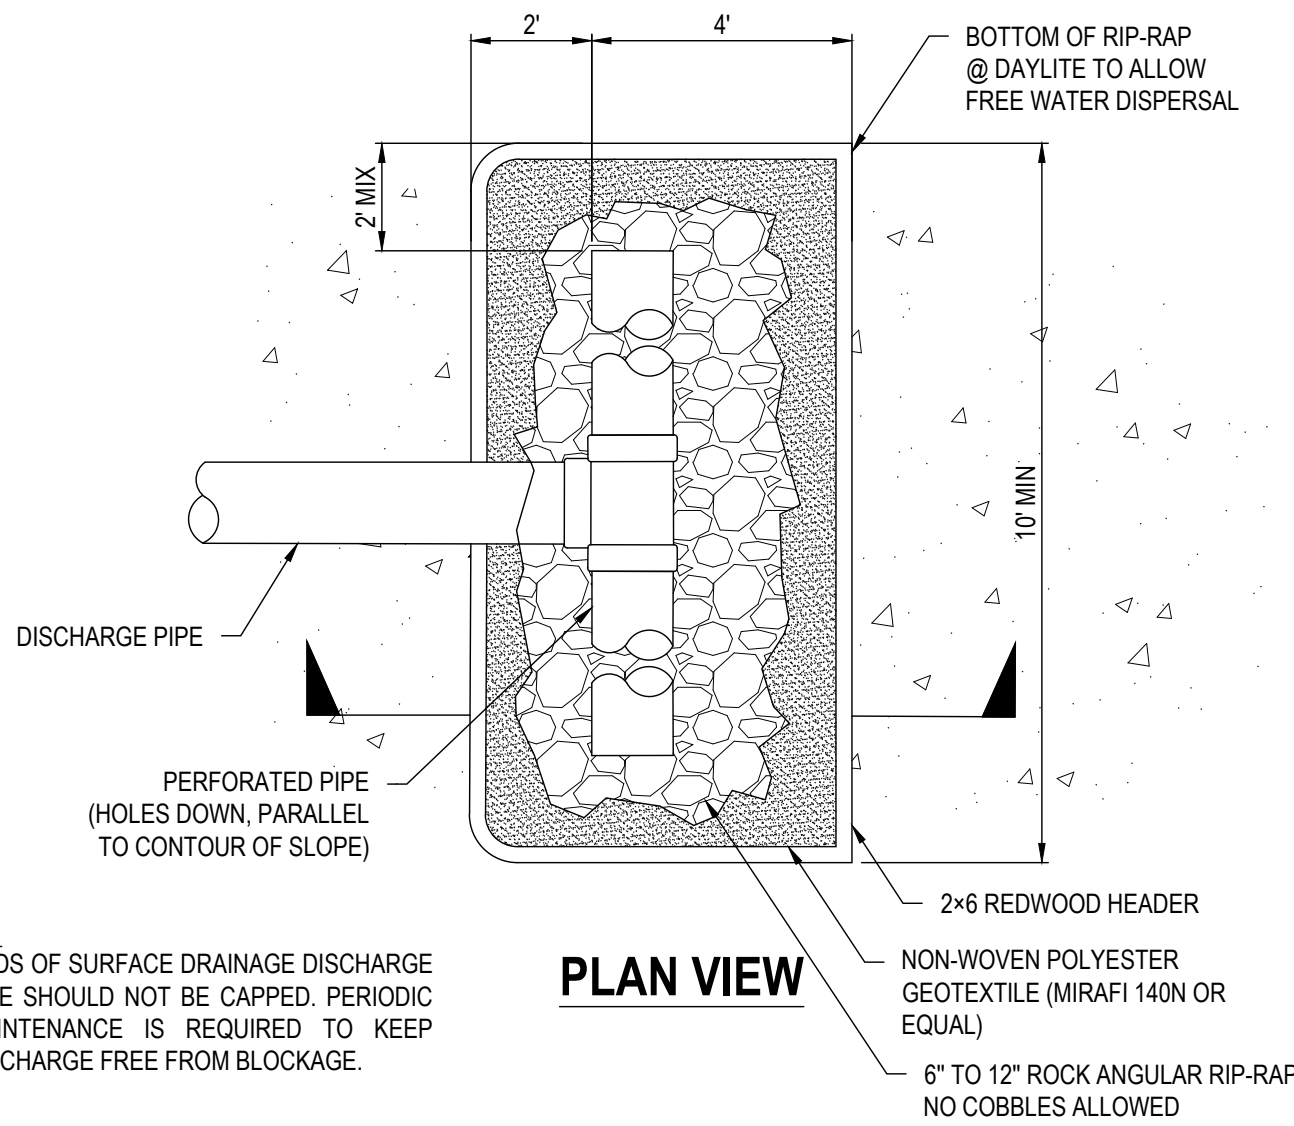 2'
4'
BOTTOM OF RIP-RAP
@ DAYLITE TO ALLOW
FREE WATER DISPERSAL
2' MIX
10' MIN
DISCHARGE PIPE
PERFORATED PIPE
(HOLES DOWN, PARALLEL
TO CONTOUR OF SLOPE)
2×6 REDWOOD HEADER
PLAN VIEW
NON-WOVEN POLYESTER
GEOTEXTILE (MIRAFI 140N OR
EQUAL)
6" TO 12" ROCK ANGULAR RIP-RAP
NO COBBLES ALLOWED
OF SURFACE DRAINAGE DISCHARGE
SHOULD NOT BE CAPPED. PERIODIC
IS REQUIRED TO KEEP
FREE FROM BLOCKAGE.